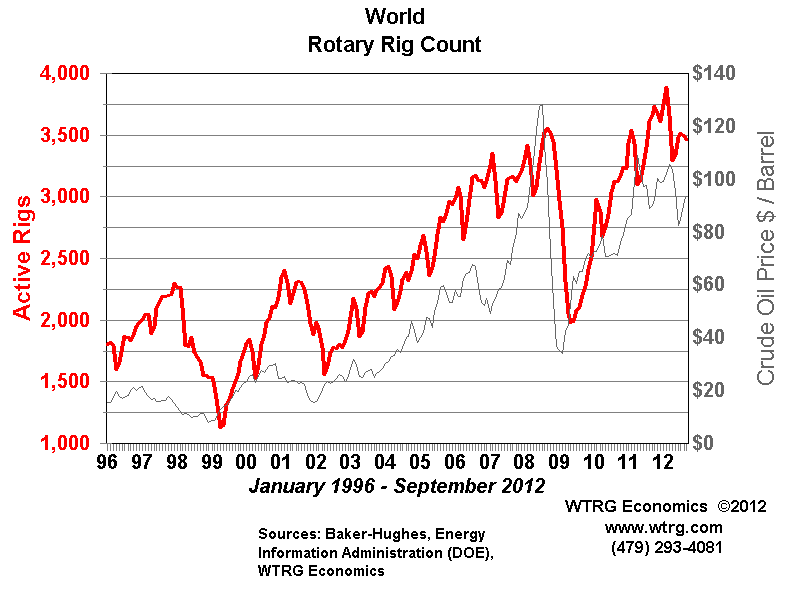 World
Rotary Rig Count
4,000
3,500
3,000
2,500
2,000
1,500
1,000
Active Rigs
$140
$120
$100
$80
$60
$40
$20
$0
Crude Oil Price $ / Barrel
96 97 98 99 00 01 02 03 04 05 06 07 08 09 10 11 12
January 1996 - September 2012
WTRG Economics ©2012
www.wtrg.com
(479) 293-4081
Sources: Baker-Hughes, Energy
Information Administration (DOE),
WTRG Economics